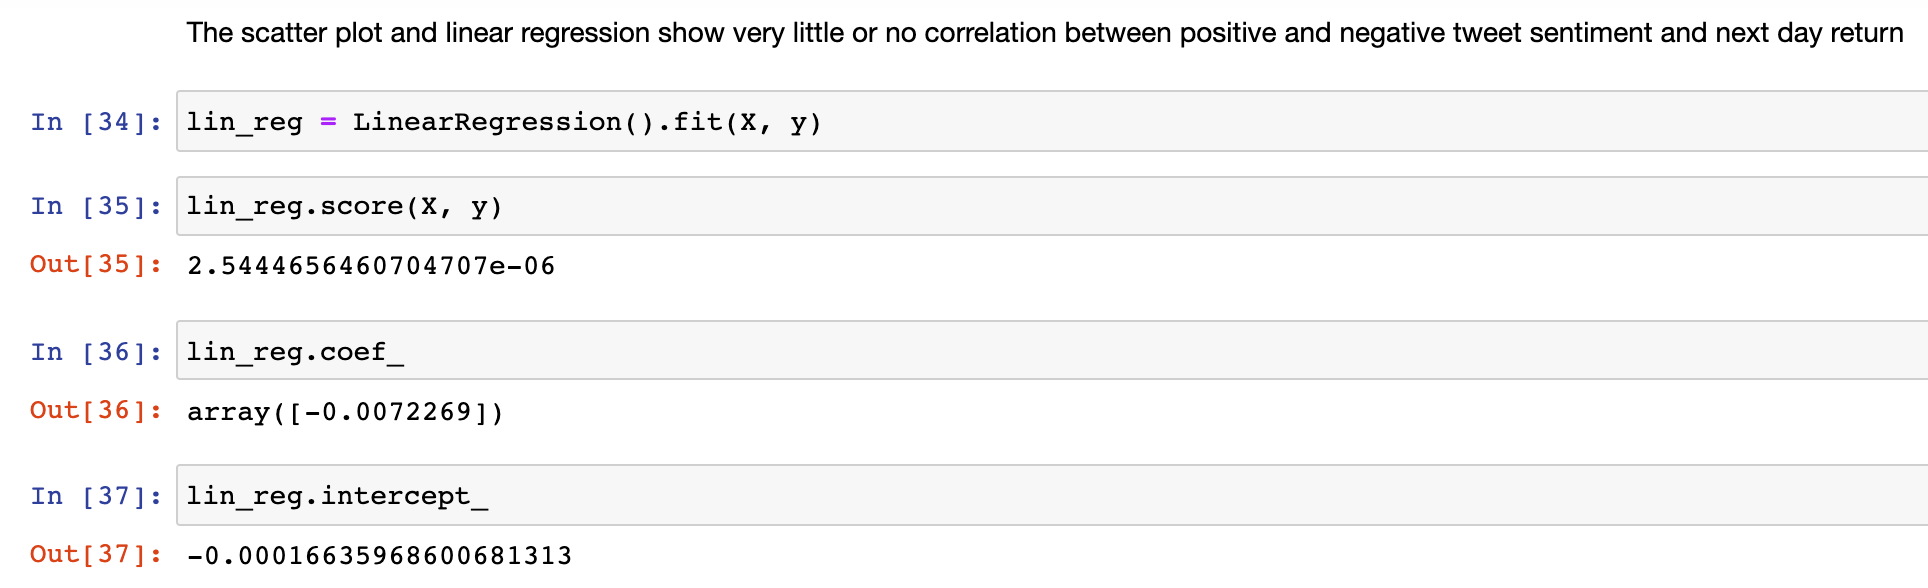 The scatter plot and linear regression show very little or no correlation between positive and negative tweet sentiment and next day return
In [34]: lin_reg = LinearRegression().fit(X, y)
In [35]: lin_reg.score(X, y)
Out[35]: 2.5444656460704707e-06
In [36]: lin_reg.coef_
Out[36]: array([-0.0072269])
In [37]: lin_reg.intercept_
Out[37]: -0.00016635968600681313